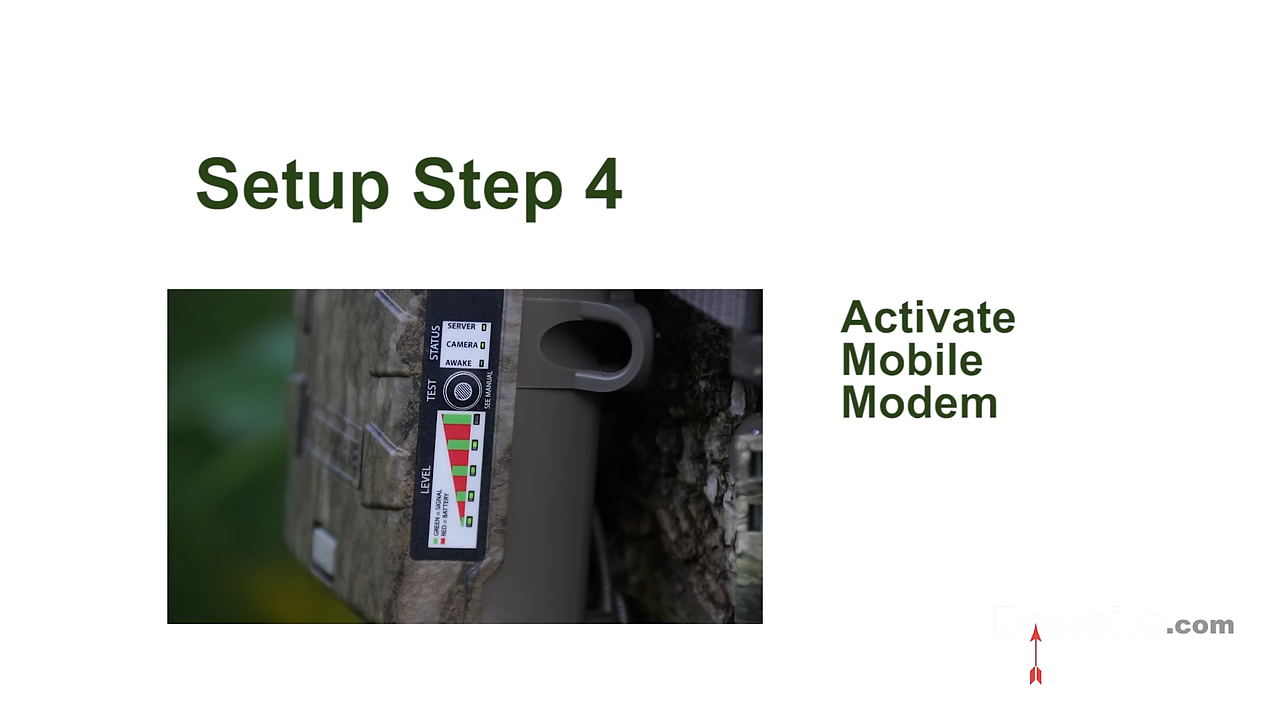 Setup Step 4
Activate
Mobile
Modem
STATUS
SERVER
CAMERA
AWAKE
TEST
SEE MANUAL
LEVEL
GREEN = SIGNAL
RED = BATTERY
Bowsite.com